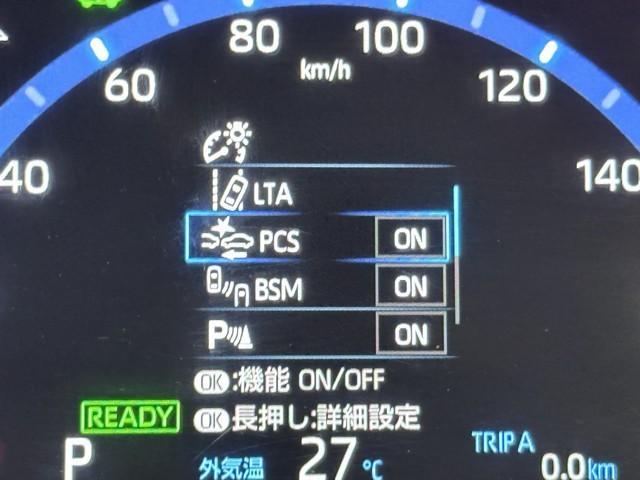 80 100
km/h
60 120
40 140
LTA
PCS ON
BSM ON
P ON
OK:機能 ON/OFF
READY OK長押し:詳細設定
P 外気温 27℃ TRIP A 0.0km